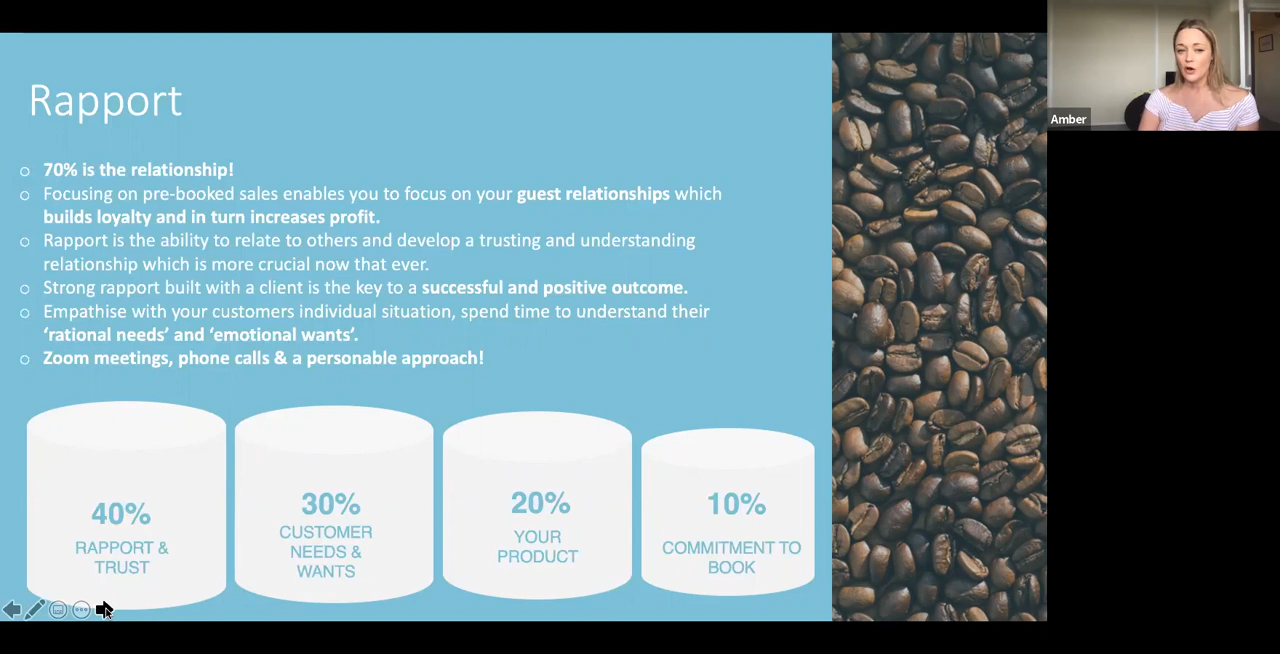 Rapport
70% is the relationship!
Focusing on pre-booked sales enables you to focus on your guest relationships which
builds loyalty and in turn increases profit.
Rapport is the ability to relate to others and develop a trusting and understanding
relationship which is more crucial now that ever.
Strong rapport built with a client is the key to a successful and positive outcome.
Empathise with your customers individual situation, spend time to understand their
‘rational needs’ and ‘emotional wants’.
Zoom meetings, phone calls & a personable approach!
40%
RAPPORT &
TRUST
30%
CUSTOMER
NEEDS &
WANTS
20%
YOUR
PRODUCT
10%
COMMITMENT TO
BOOK
Amber